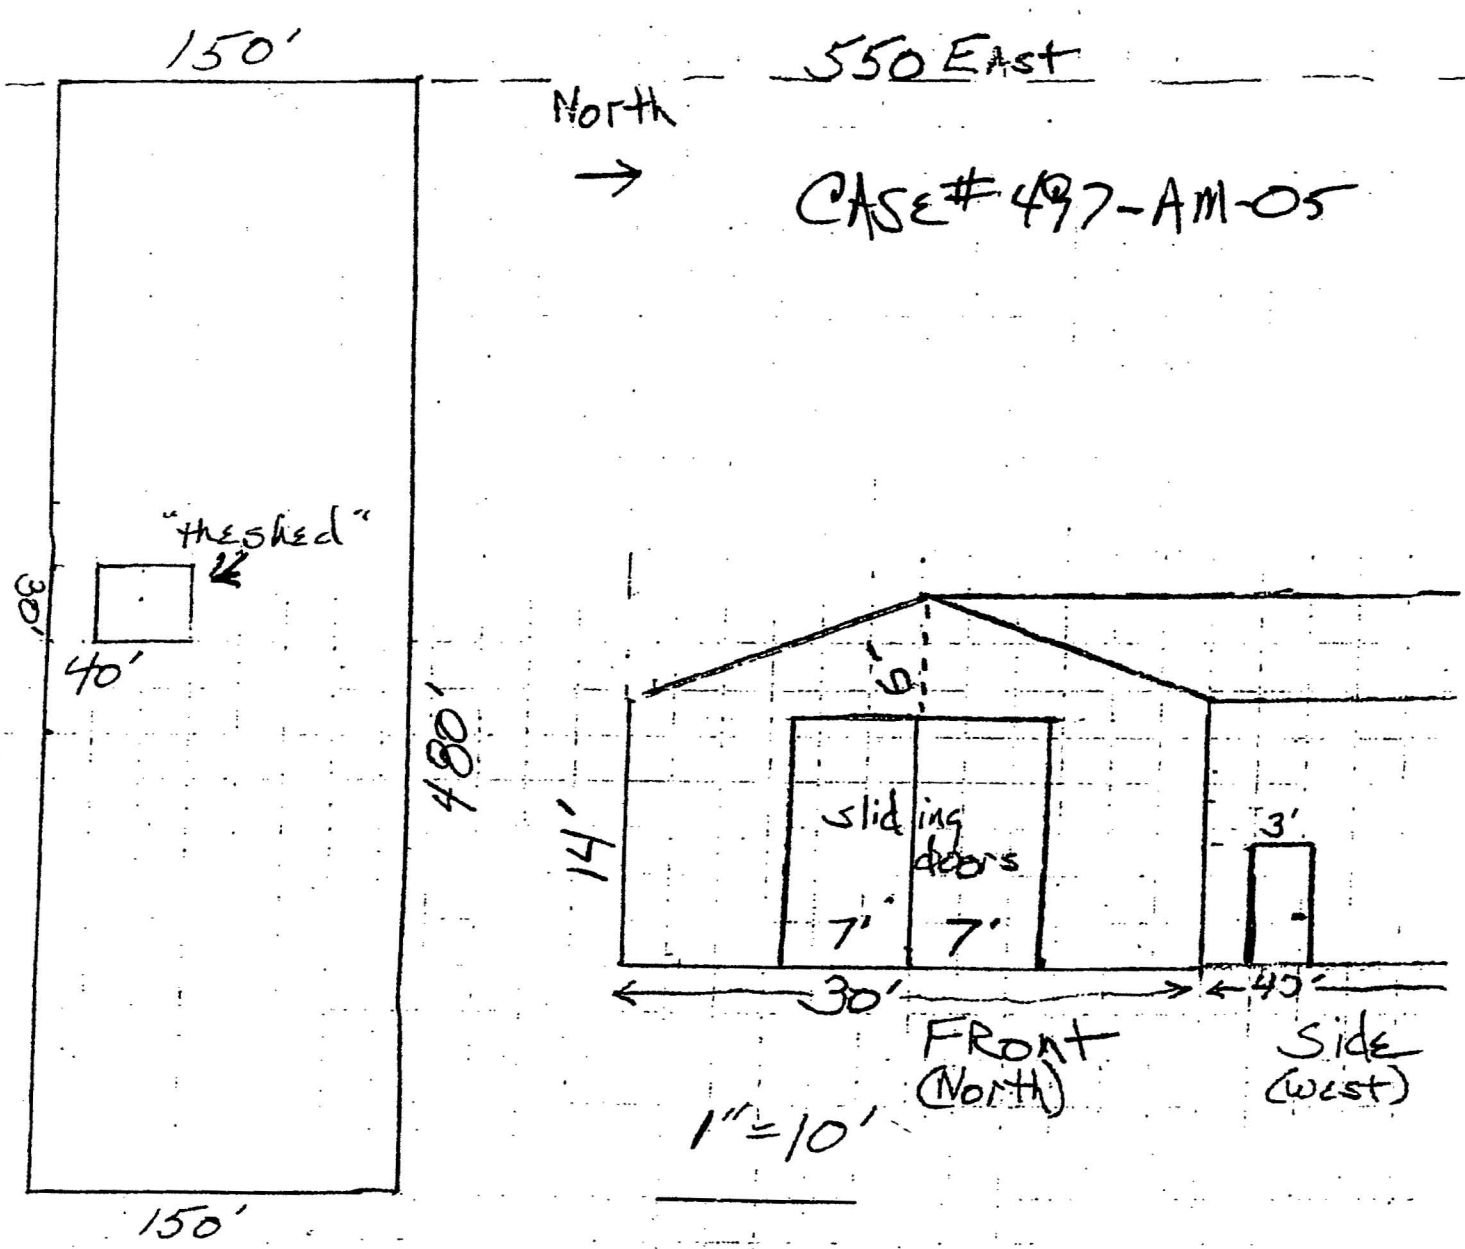 150'
550 East
North
CASE# 497-AM-05
"the shed"
30'
40'
480'
6'
14'
sliding
doors
3'
7' 7'
30'
40'
FRont
(North)
Side
(west)
1"=10'
150'